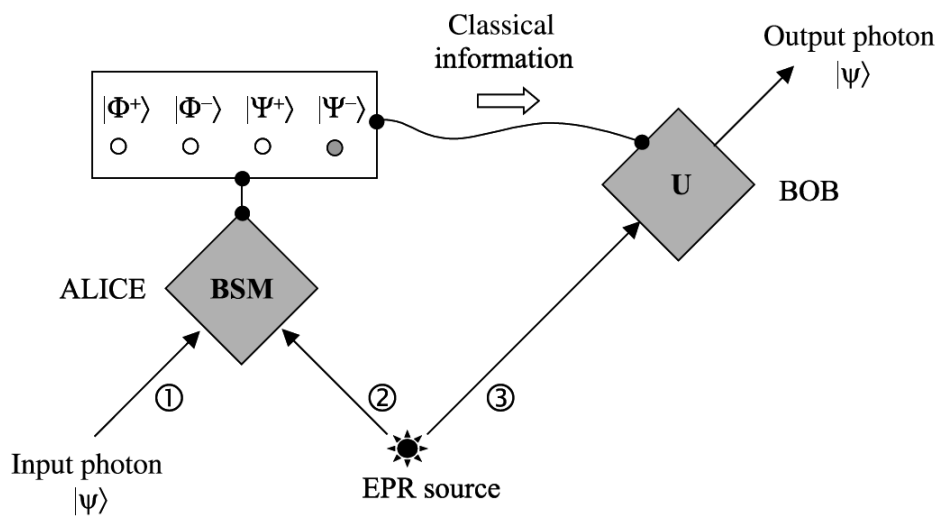 Classical
information
Output photon
|ψ⟩
|Φ⁺⟩ |Φ⁻⟩ |Ψ⁺⟩ |Ψ⁻⟩
U
BOB
ALICE
BSM
① ② ③
Input photon
|ψ⟩
EPR source